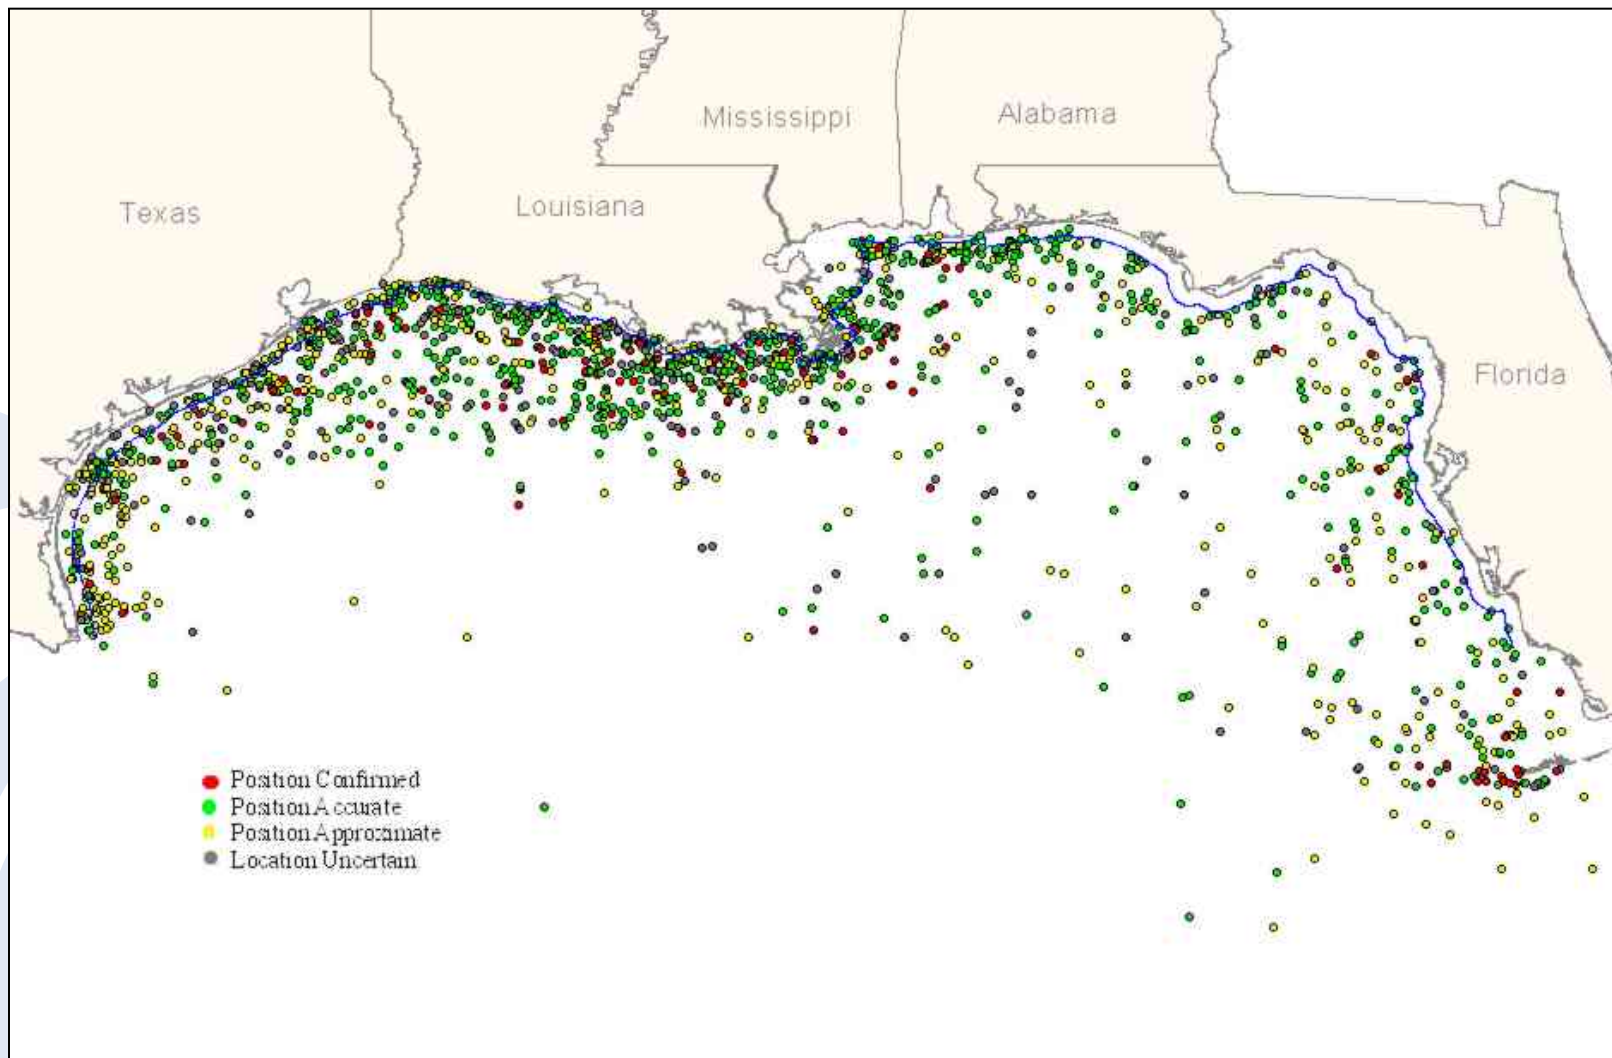 Mississippi
Alabama
Texas
Louisiana
Florida
Position Confirmed
Position Accurate
Position Approximate
Location Uncertain